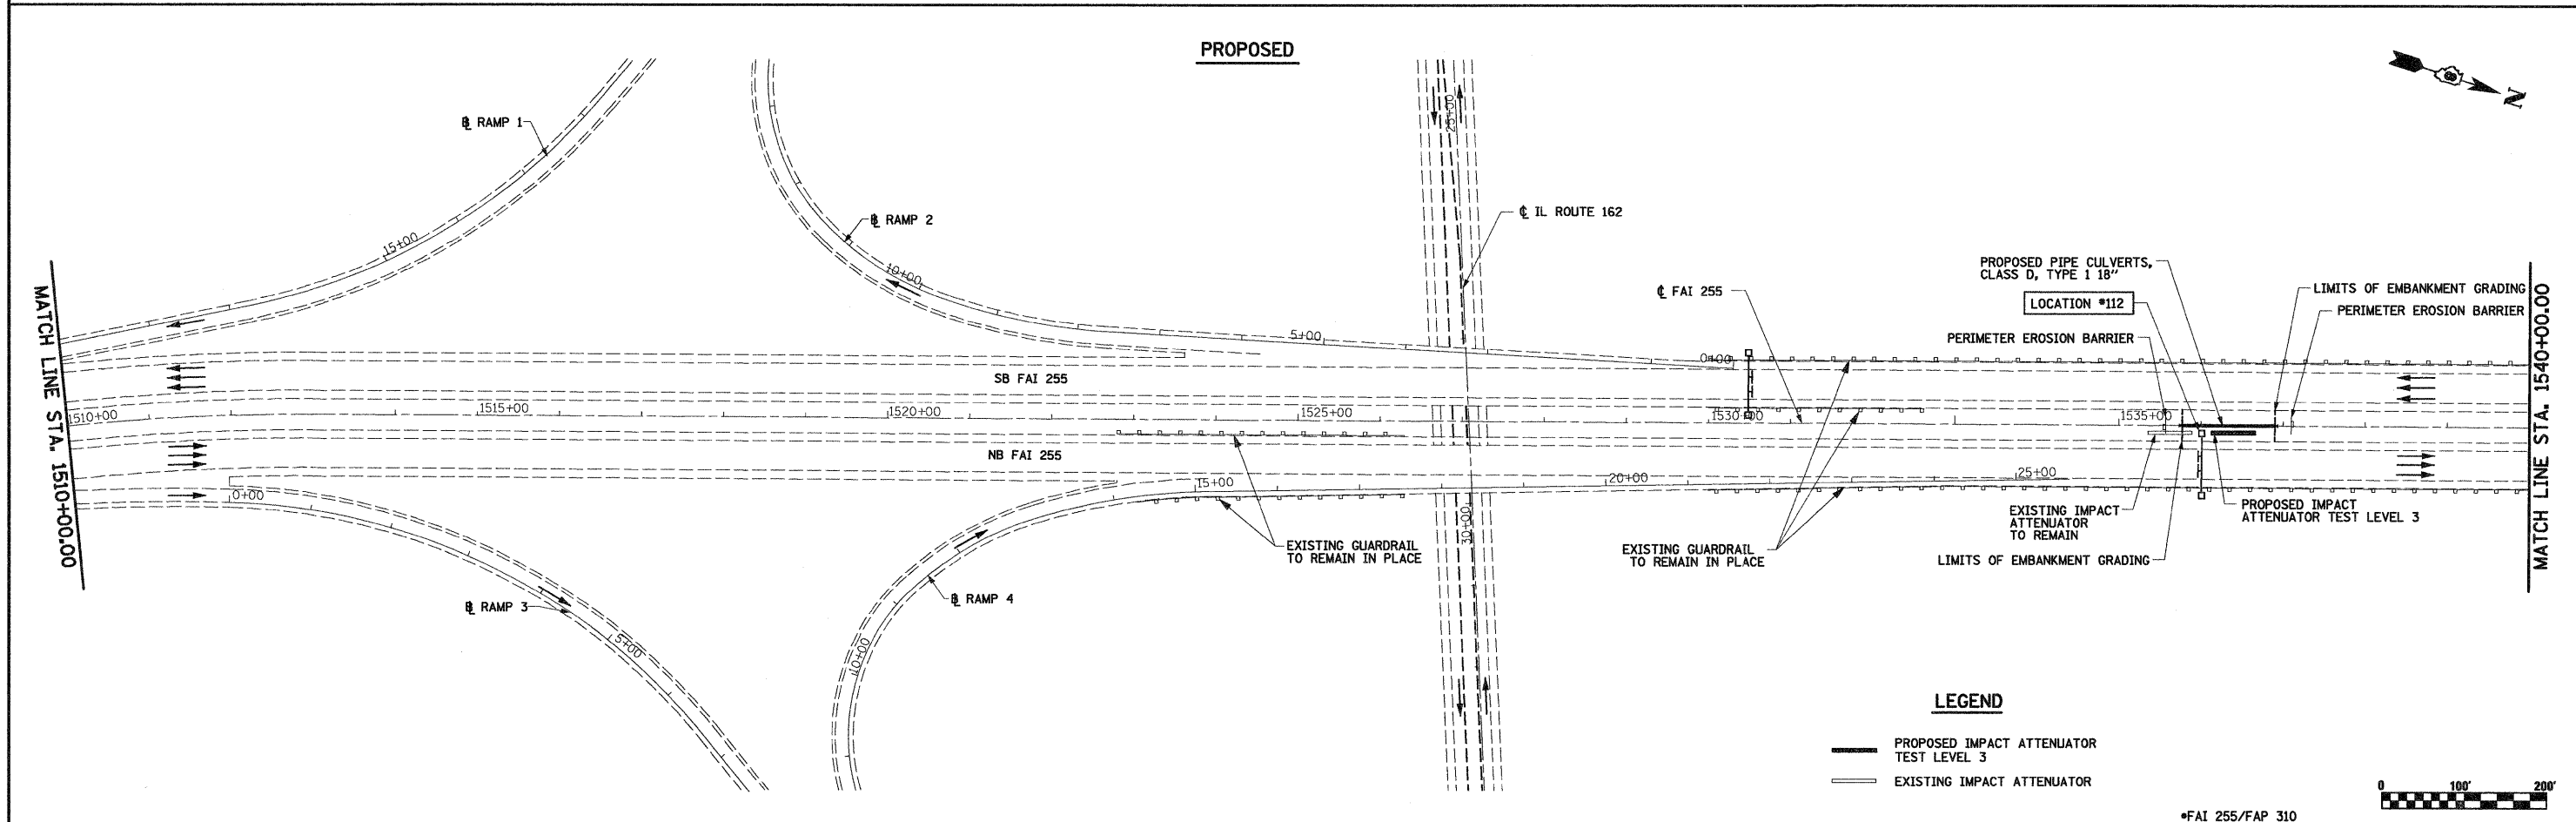 PROPOSED
N
℄ RAMP 1
15+00
℄ RAMP 2
10+00
25+00
℄ IL ROUTE 162
PROPOSED PIPE CULVERTS,
CLASS D, TYPE 1 18"
LOCATION #112
LIMITS OF EMBANKMENT GRADING
PERIMETER EROSION BARRIER
PERIMETER EROSION BARRIER
℄ FAI 255
5+00
0+00
MATCH LINE STA. 1510+00.00
MATCH LINE STA. 1540+00.00
SB FAI 255
1510+00
1515+00
1520+00
1525+00
1530+00
1535+00
NB FAI 255
0+00
15+00
20+00
25+00
30+00
EXISTING GUARDRAIL
TO REMAIN IN PLACE
EXISTING GUARDRAIL
TO REMAIN IN PLACE
EXISTING IMPACT
ATTENUATOR
TO REMAIN
PROPOSED IMPACT
ATTENUATOR TEST LEVEL 3
LIMITS OF EMBANKMENT GRADING
℄ RAMP 3
5+00
10+00
℄ RAMP 4
LEGEND
PROPOSED IMPACT ATTENUATOR
TEST LEVEL 3
EXISTING IMPACT ATTENUATOR
0 100' 200'
*FAI 255/FAP 310